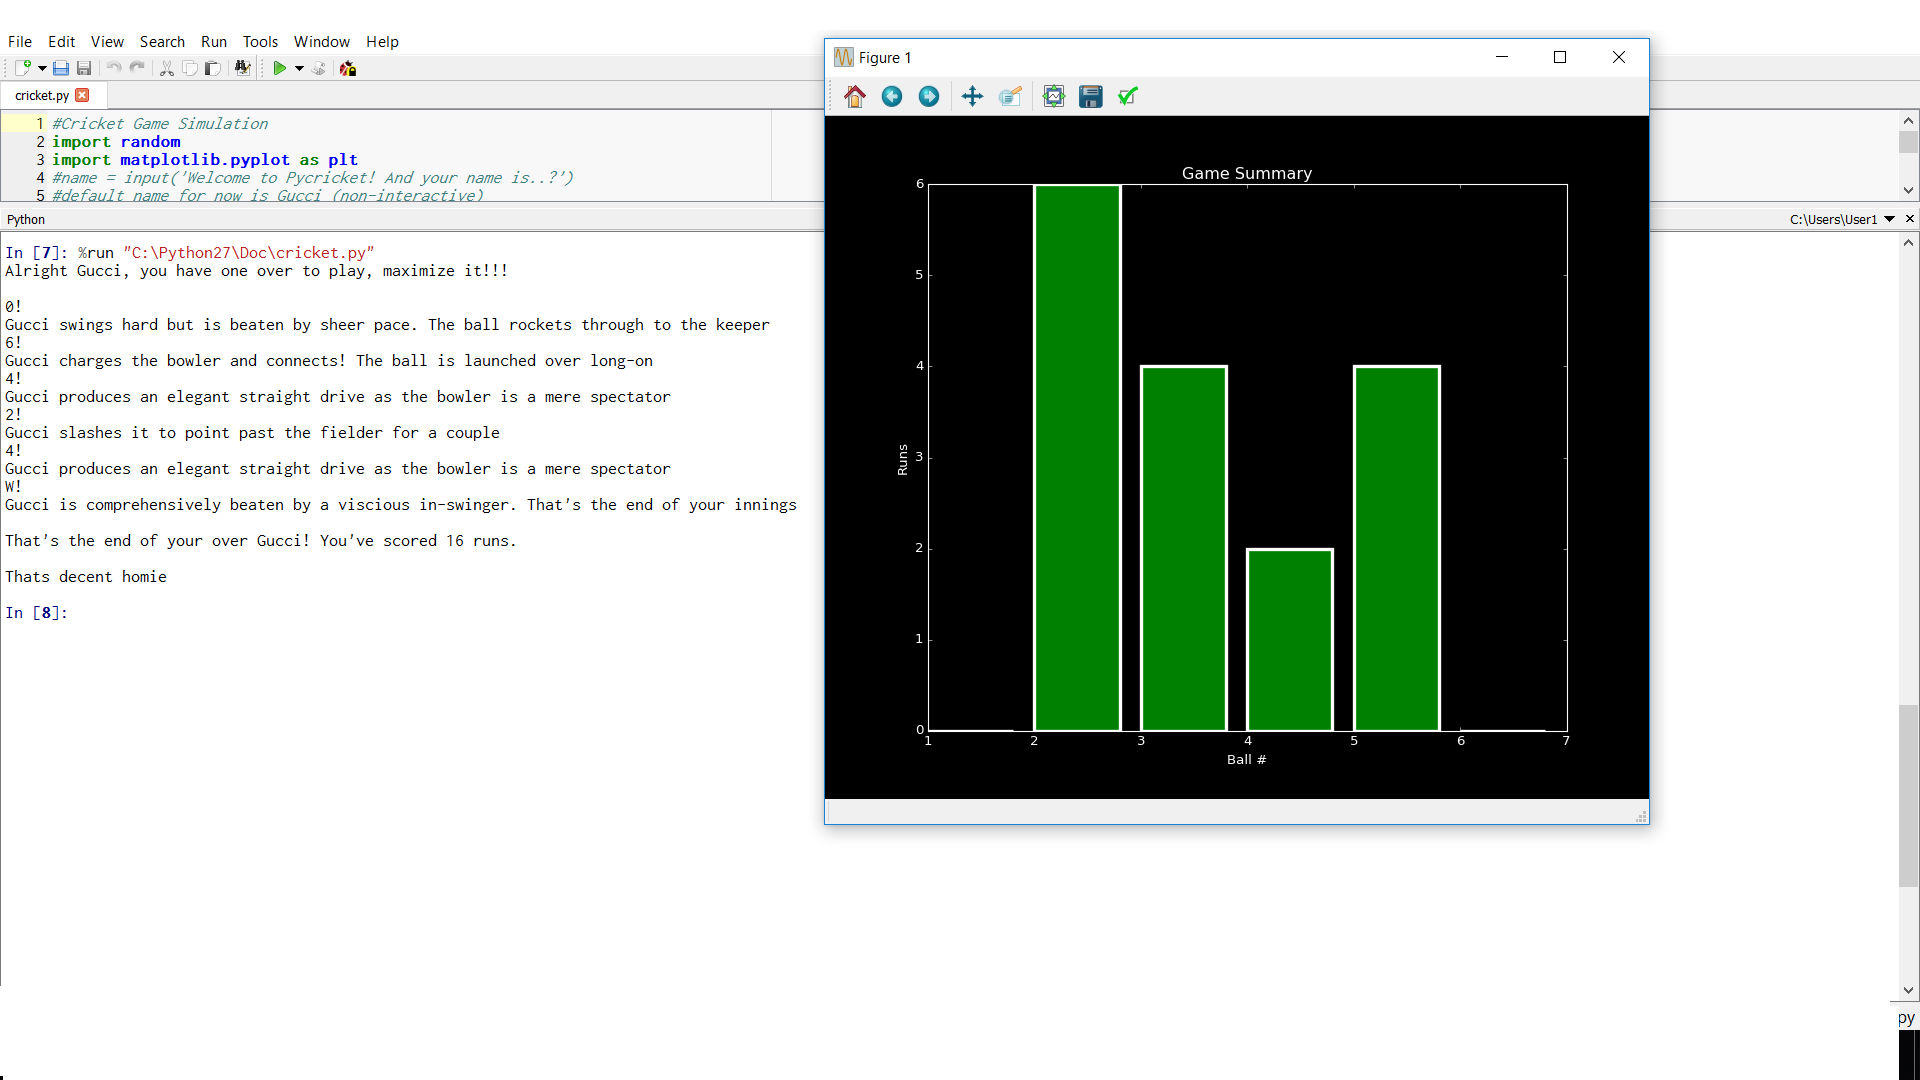 File Edit View Search Run Tools Window Help
cricket.py
1 #Cricket Game Simulation
2 import random
3 import matplotlib.pyplot as plt
4 #name = input('Welcome to Pycricket! And your name is..?')
5 #default name for now is Gucci (non-interactive)
Python
C:\Users\User1
In [7]: %run "C:\Python27\Doc\cricket.py"
Alright Gucci, you have one over to play, maximize it!!!
0!
Gucci swings hard but is beaten by sheer pace. The ball rockets through to the keeper
6!
Gucci charges the bowler and connects! The ball is launched over long-on
4!
Gucci produces an elegant straight drive as the bowler is a mere spectator
2!
Gucci slashes it to point past the fielder for a couple
4!
Gucci produces an elegant straight drive as the bowler is a mere spectator
W!
Gucci is comprehensively beaten by a viscious in-swinger. That's the end of your innings
That's the end of your over Gucci! You've scored 16 runs.
Thats decent homie
In [8]:
Figure 1
Game Summary
6
5
4
3
2
1
0
Runs
1 2 3 4 5 6 7
Ball #
py